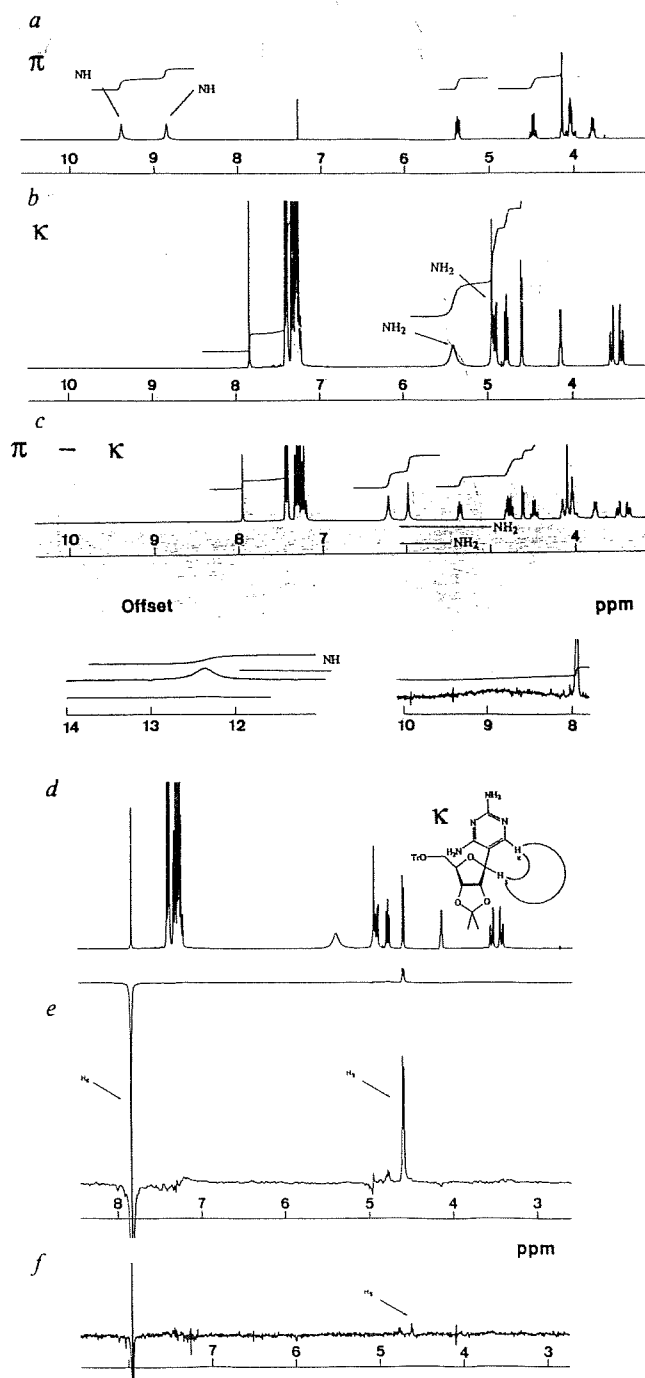 a
π
NH
NH
10 9 8 7 6 5 4
b
κ
NH₂
NH₂
10 9 8 7 6 5 4
c
π – κ
10 9 8 7 4
NH₂
NH₂
Offset ppm
NH
14 13 12 10 9 8
d
κ
NH₂
N N
H₂N
TrO
O
H
H
O O
e
H₆
8 7 6 5 4 3
ppm
f
7 6 5 4 3